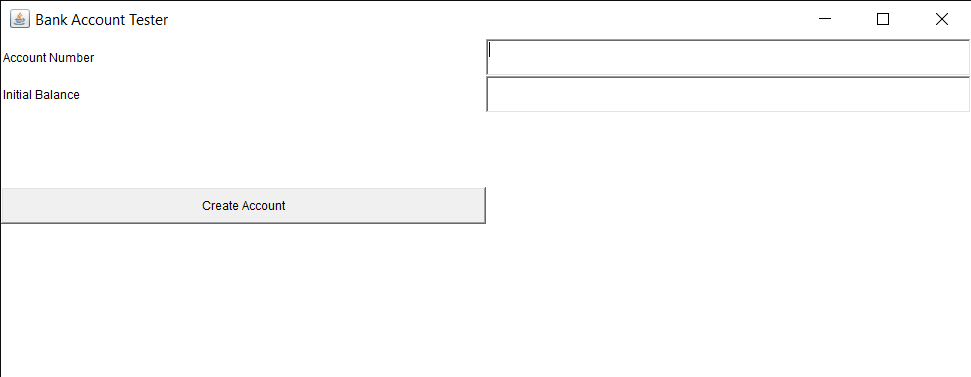 Bank Account Tester
Account Number
Initial Balance
Create Account